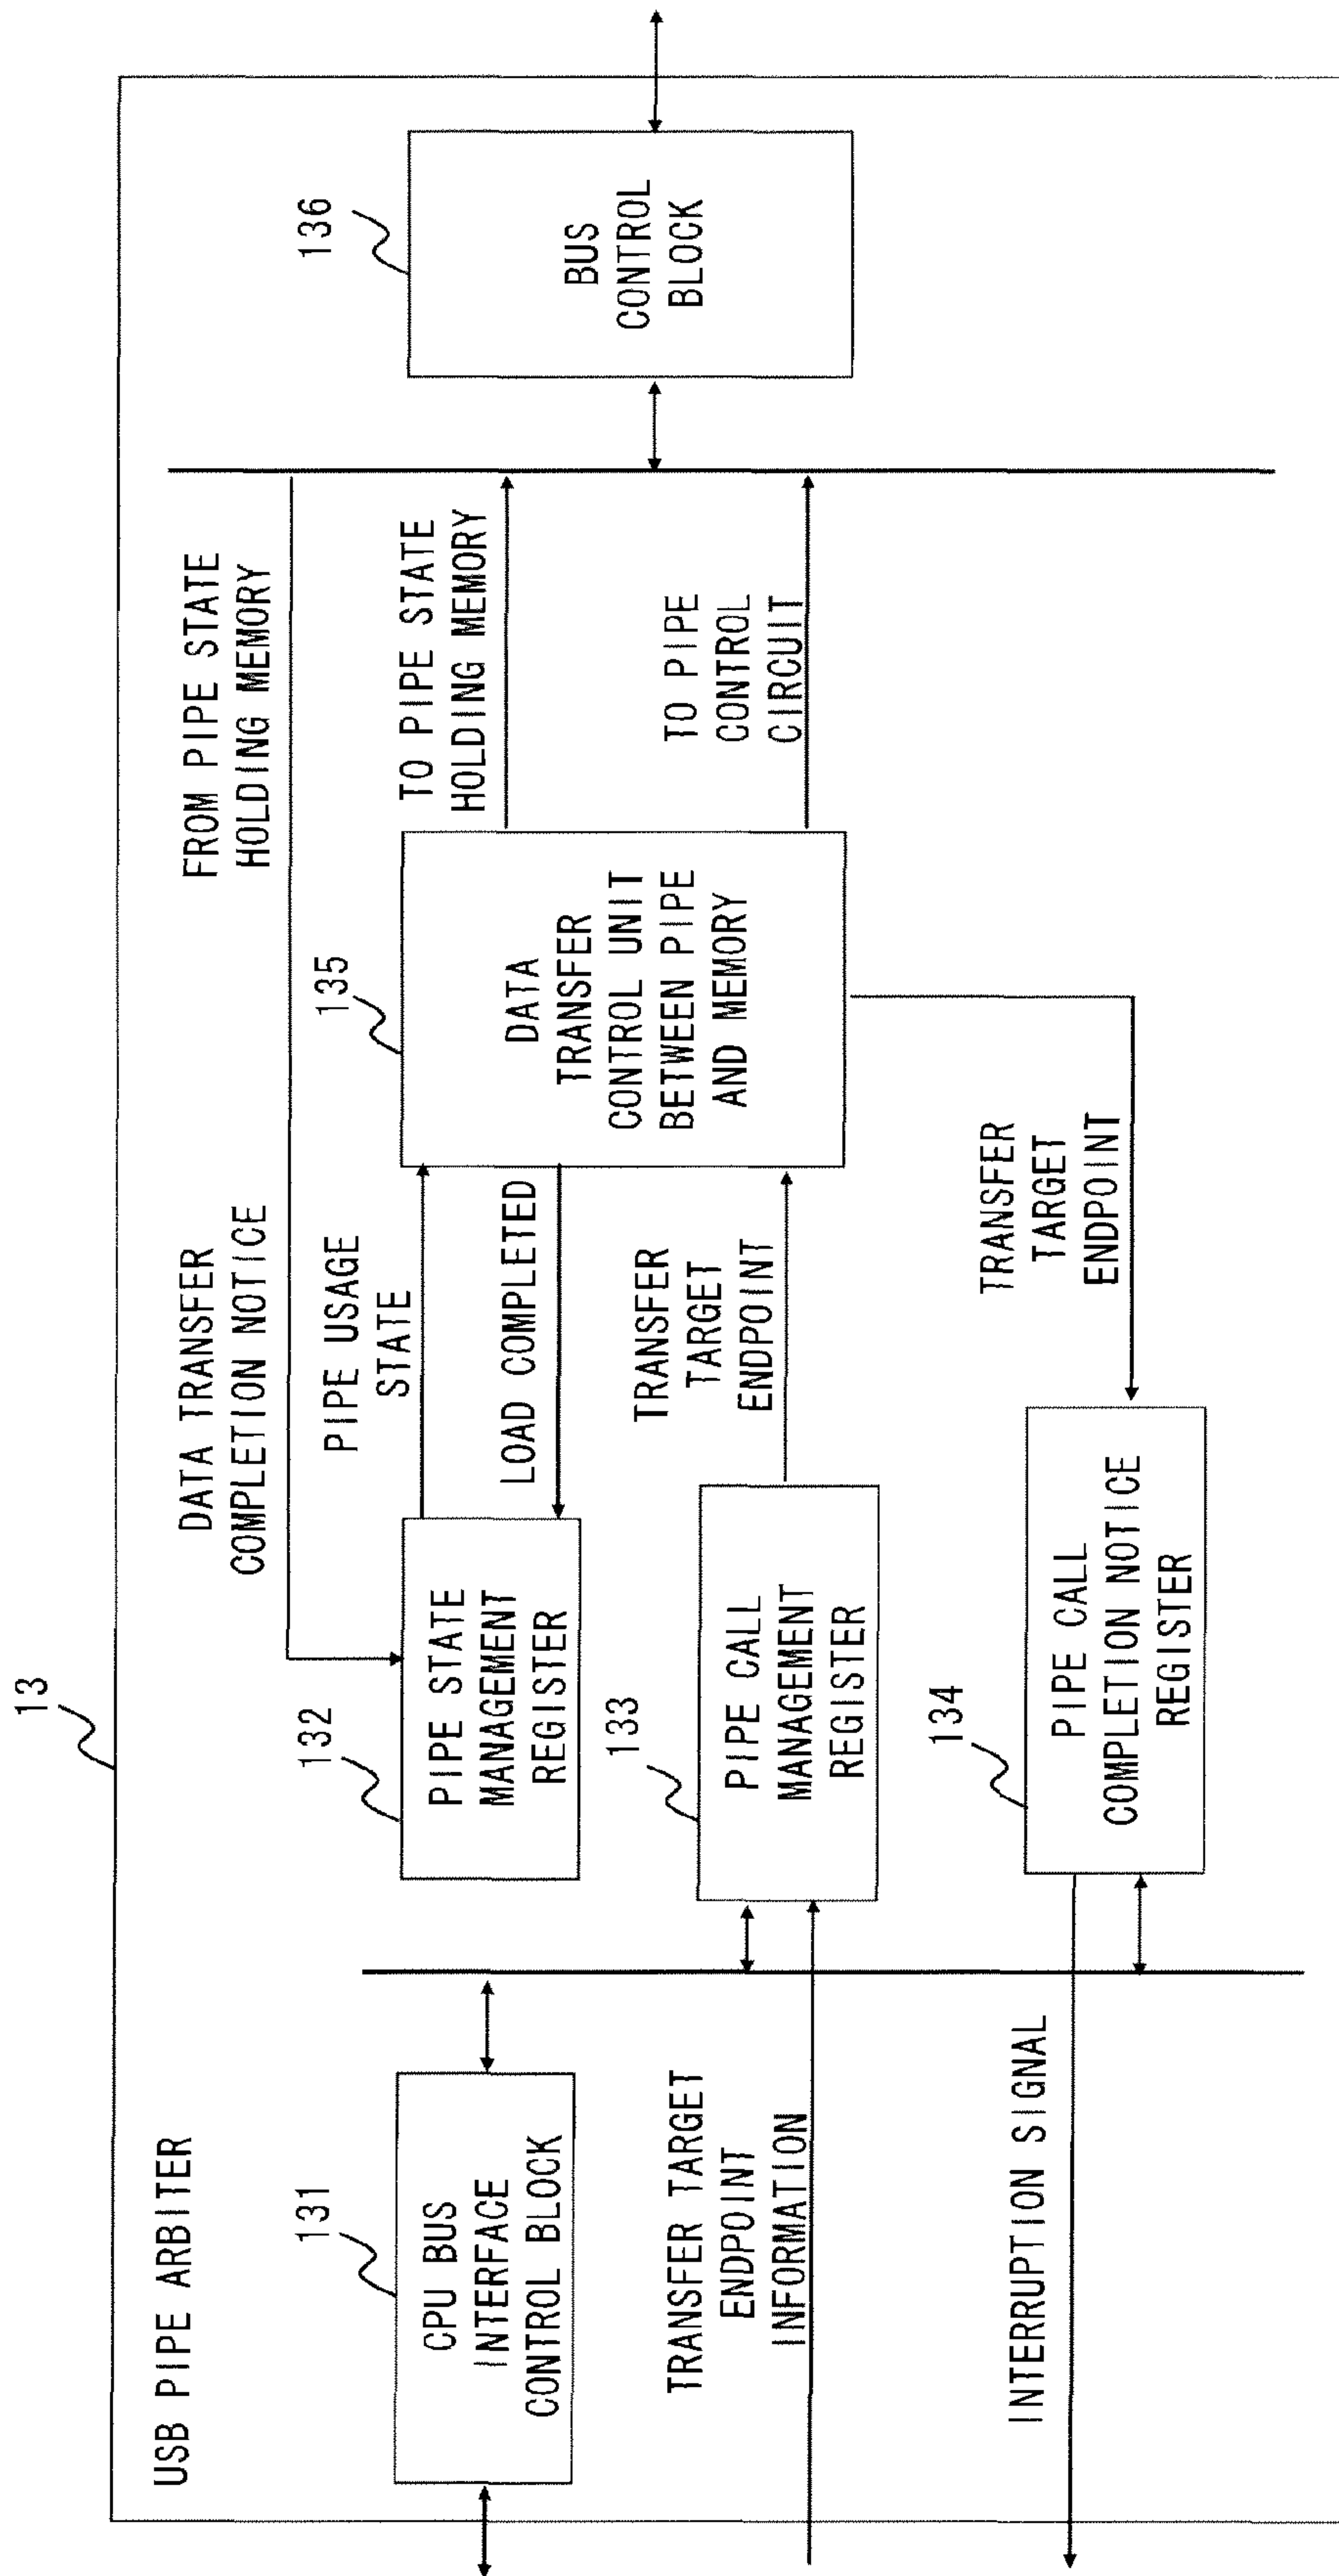 13
USB PIPE ARBITER
DATA TRANSFER
COMPLETION NOTICE
FROM PIPE STATE
HOLDING MEMORY
131
CPU BUS
INTERFACE
CONTROL BLOCK
132
PIPE STATE
MANAGEMENT
REGISTER
PIPE USAGE
STATE
LOAD COMPLETED
135
DATA
TRANSFER
CONTROL UNIT
BETWEEN PIPE
AND MEMORY
TO PIPE STATE
HOLDING MEMORY
136
BUS
CONTROL
BLOCK
TRANSFER TARGET
ENDPOINT
INFORMATION
133
PIPE CALL
MANAGEMENT
REGISTER
TRANSFER
TARGET
ENDPOINT
TO PIPE
CONTROL
CIRCUIT
INTERRUPTION SIGNAL
134
PIPE CALL
COMPLETION NOTICE
REGISTER
TRANSFER
TARGET
ENDPOINT